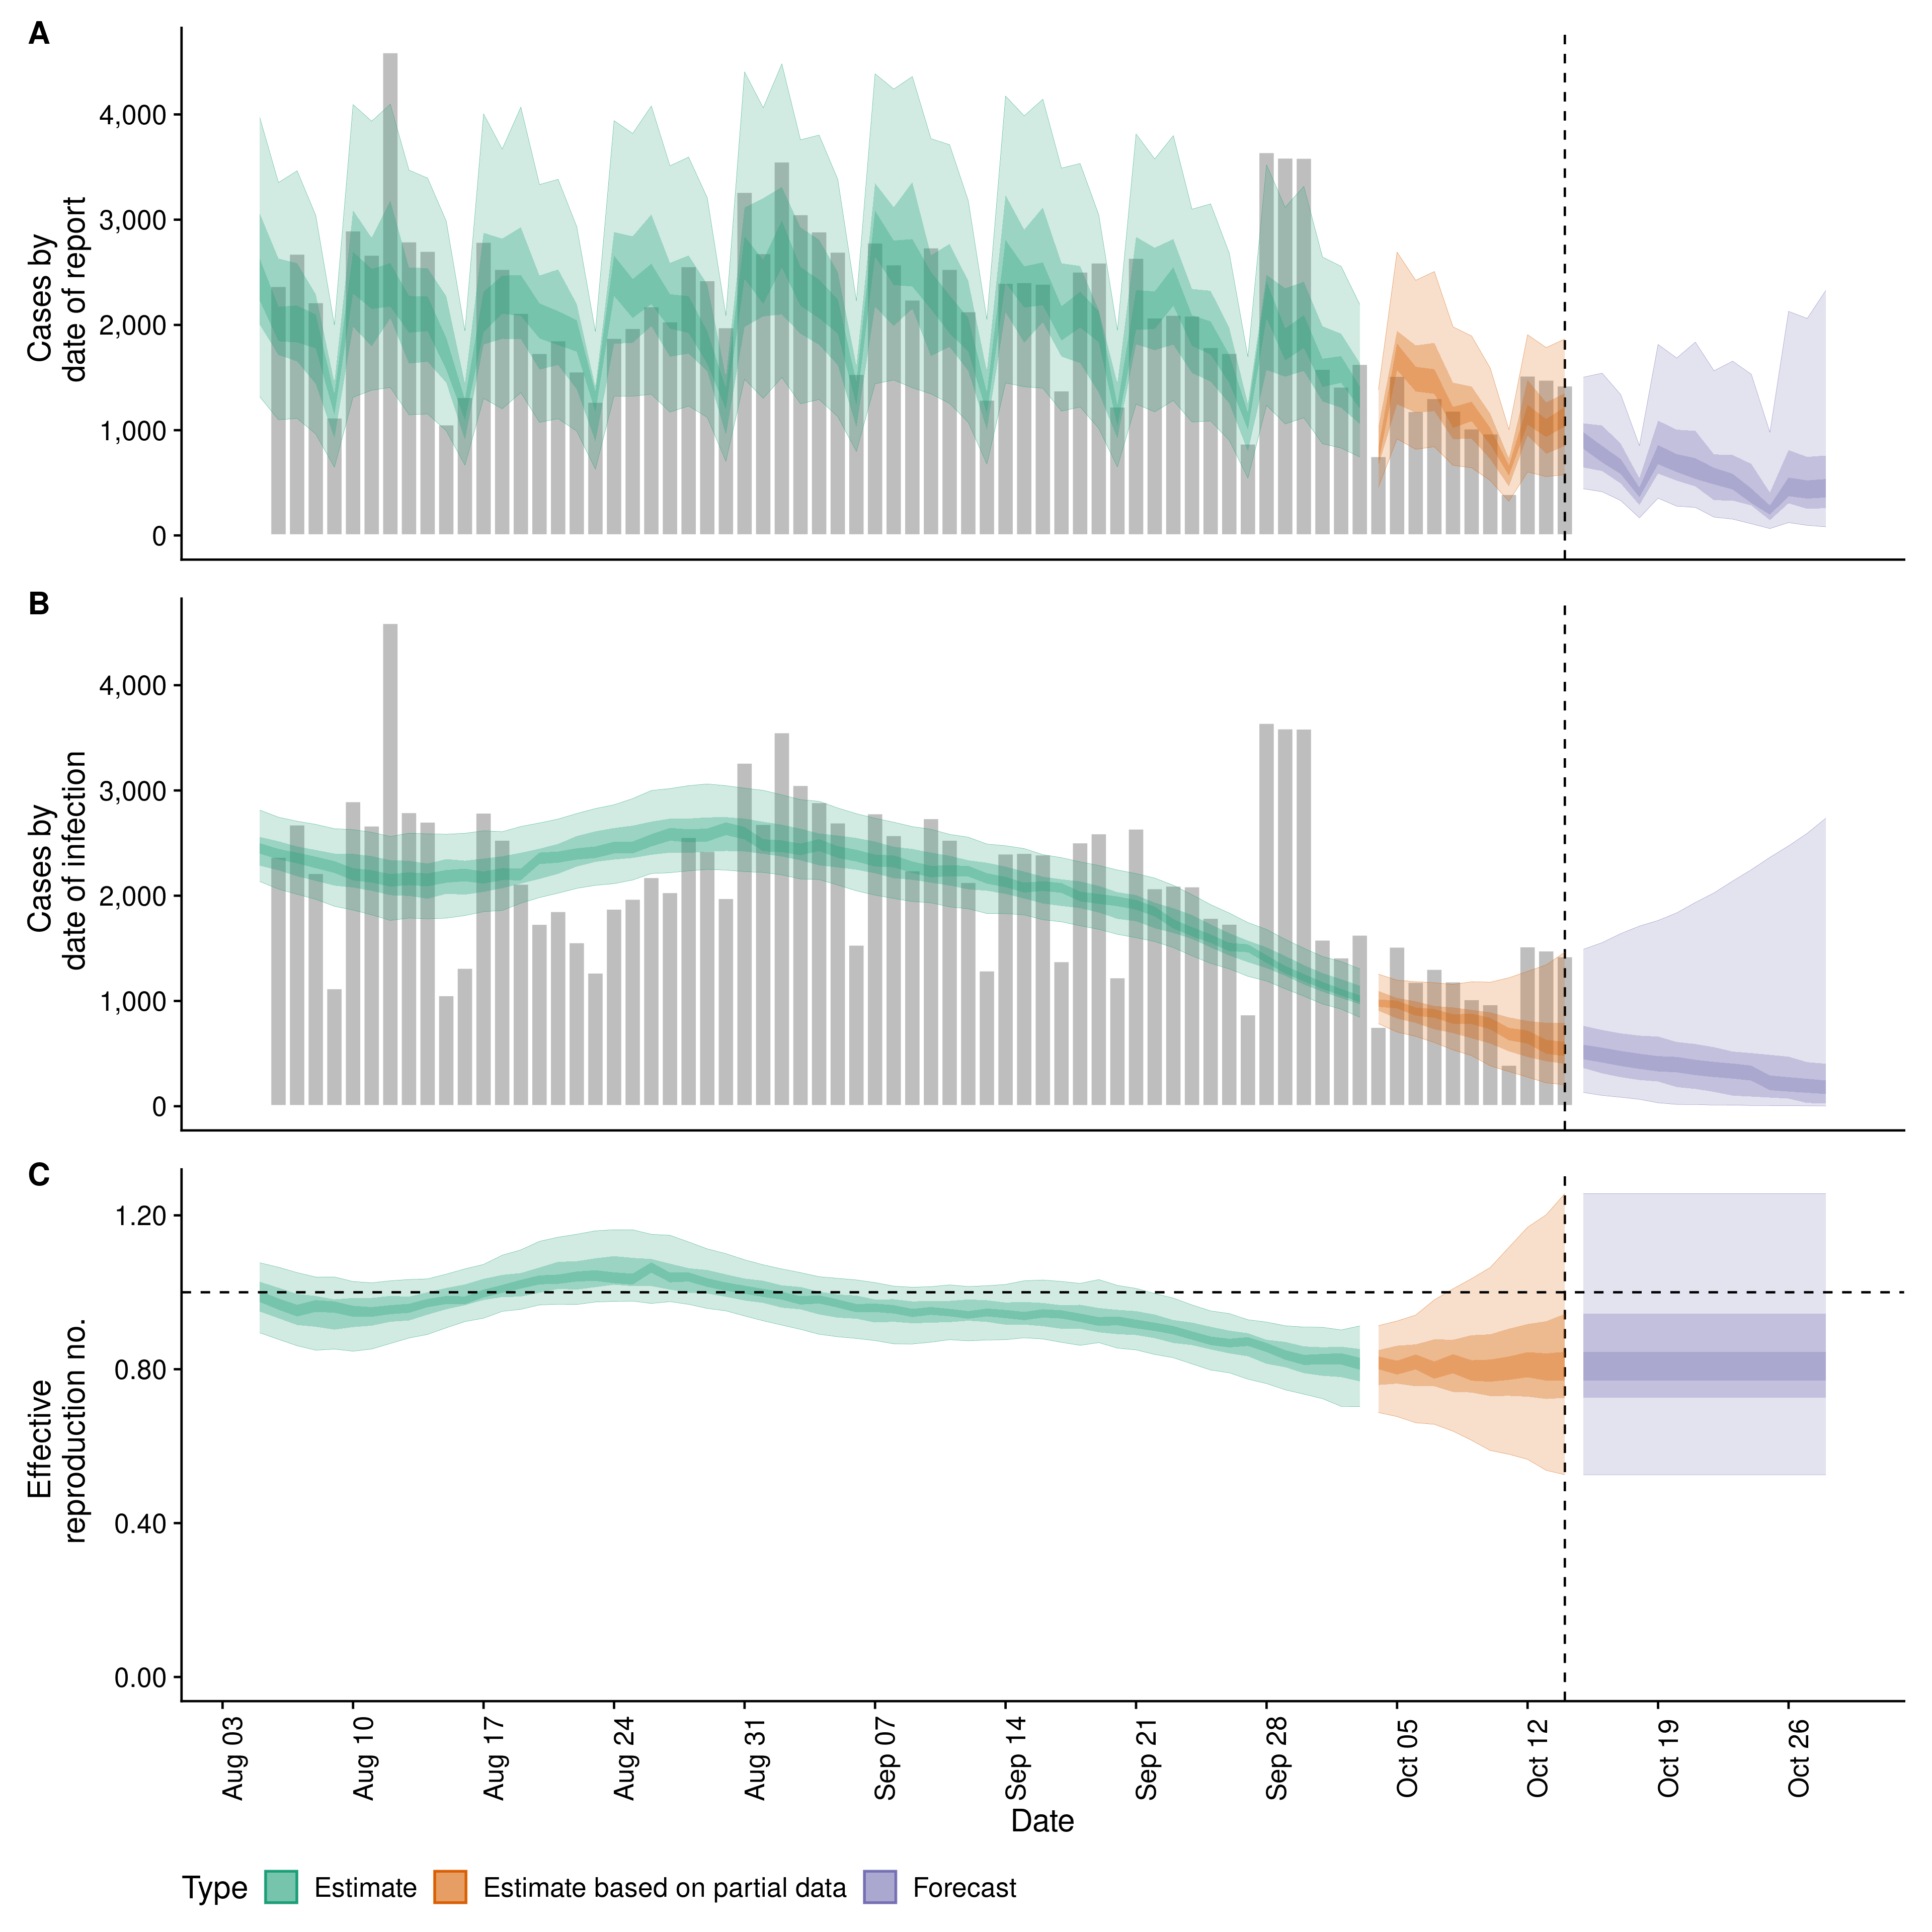 A
Cases by
date of report
4,000
3,000
2,000
1,000
0
B
Cases by
date of infection
4,000
3,000
2,000
1,000
0
C
Effective
reproduction no.
1.20
0.80
0.40
0.00
Aug 03
Aug 10
Aug 17
Aug 24
Aug 31
Sep 07
Sep 14
Sep 21
Sep 28
Oct 05
Oct 12
Oct 19
Oct 26
Date
Type Estimate Estimate based on partial data Forecast